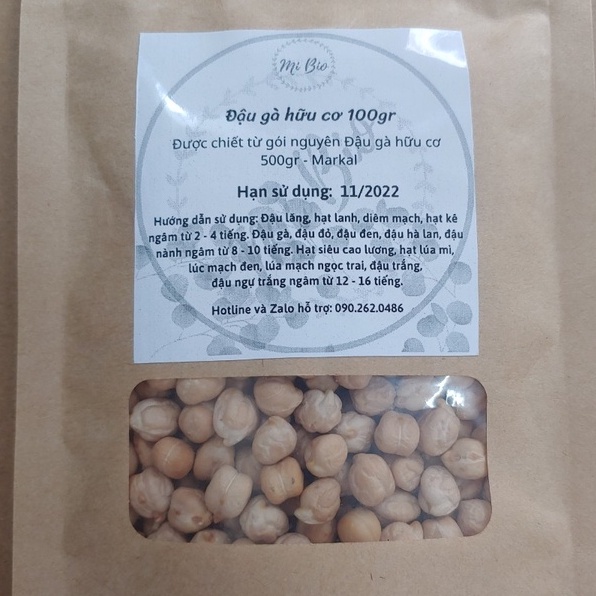 Mi Bio
Đậu gà hữu cơ 100gr
Được chiết từ gói nguyên Đậu gà hữu cơ
500gr - Markal
Hạn sử dụng: 11/2022
Hướng dẫn sử dụng: Đậu lăng, hạt lanh, diêm mạch, hạt kê
ngâm từ 2 - 4 tiếng. Đậu gà, đậu đỏ, đậu đen, đậu hà lan, đậu
nành ngâm từ 8 - 10 tiếng. Hạt siêu cao lương, hạt lúa mì,
lúc mạch đen, lúa mạch ngọc trai, đậu trắng,
đậu ngự trắng ngâm từ 12 - 16 tiếng.
Hotline và Zalo hỗ trợ: 090.262.0486